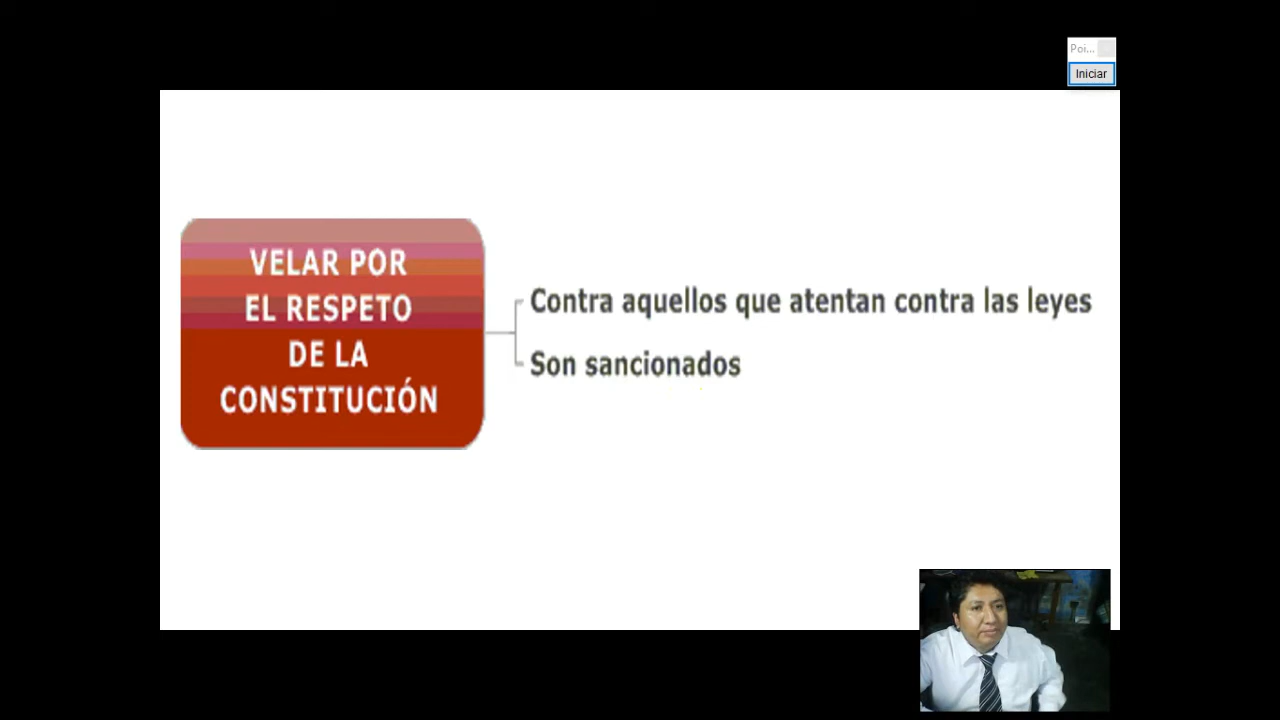 Poi...
Iniciar
VELAR POR
EL RESPETO
DE LA
CONSTITUCIÓN
Contra aquellos que atentan contra las leyes
Son sancionados